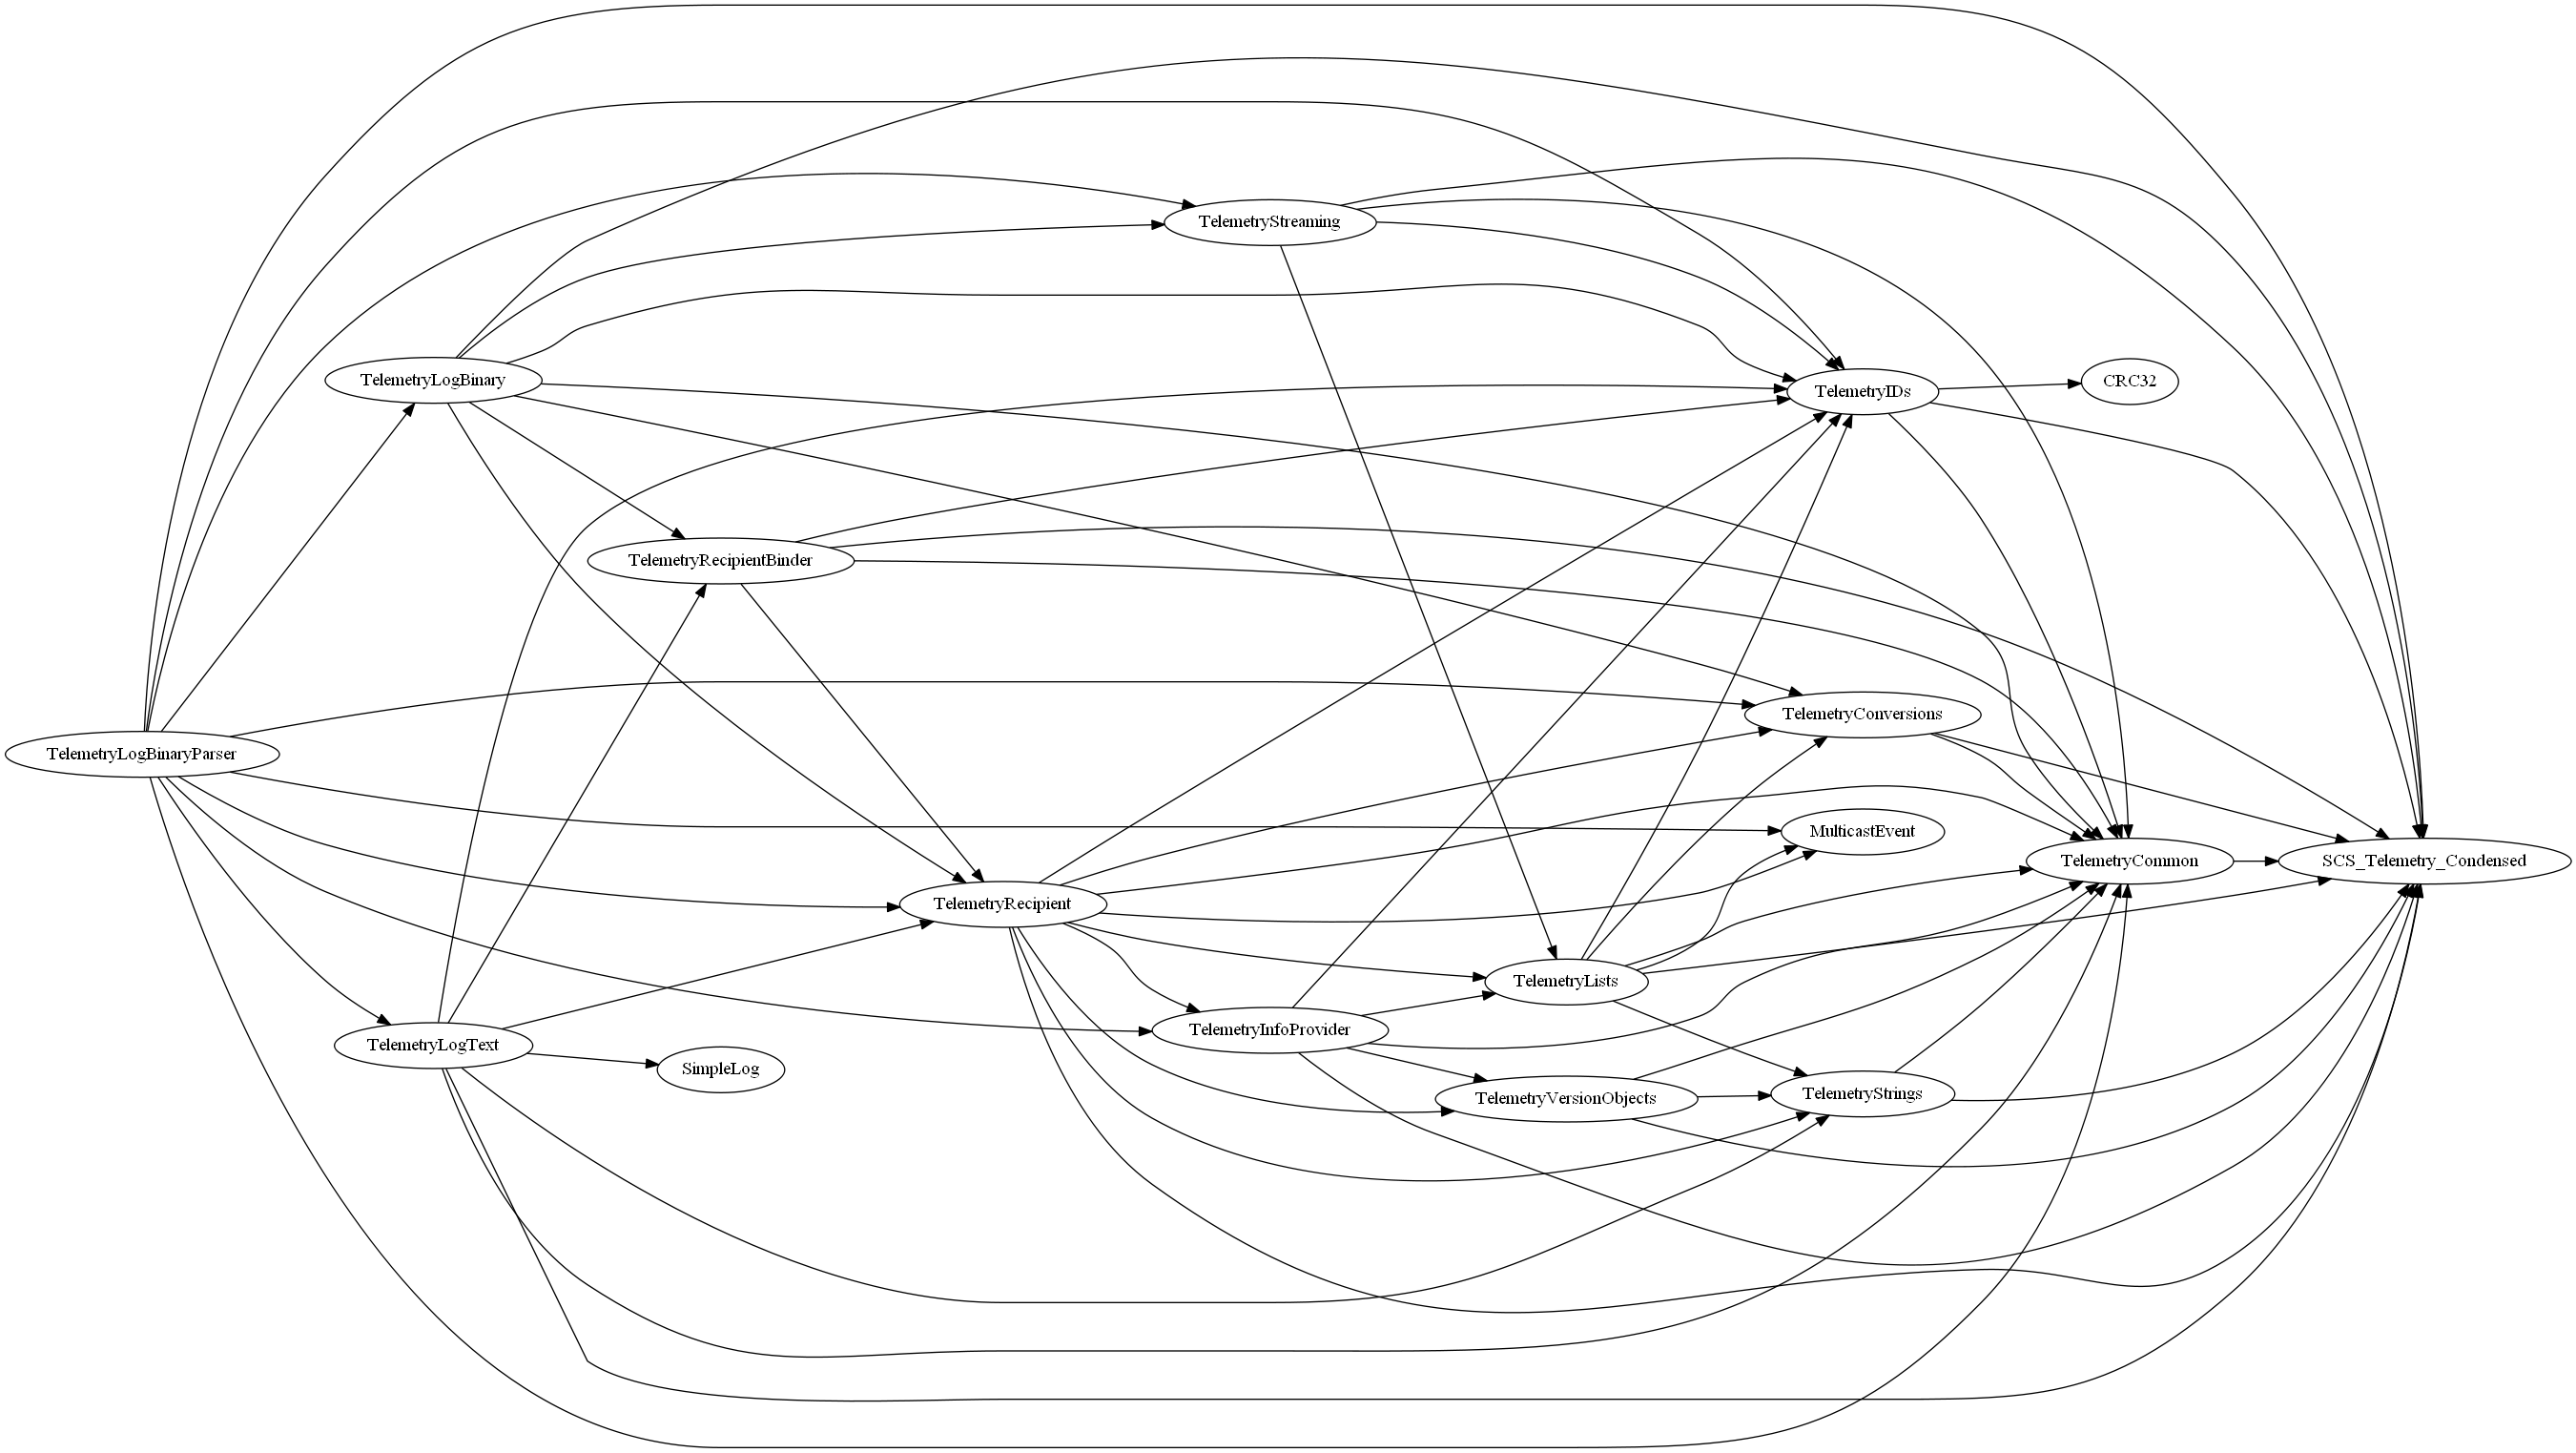 TelemetryStreaming
TelemetryLogBinary
CRC32
TelemetryIDs
TelemetryRecipientBinder
TelemetryConversions
TelemetryLogBinaryParser
MulticastEvent
TelemetryCommon
SCS_Telemetry_Condensed
TelemetryRecipient
TelemetryLists
TelemetryInfoProvider
TelemetryLogText
SimpleLog
TelemetryStrings
TelemetryVersionObjects